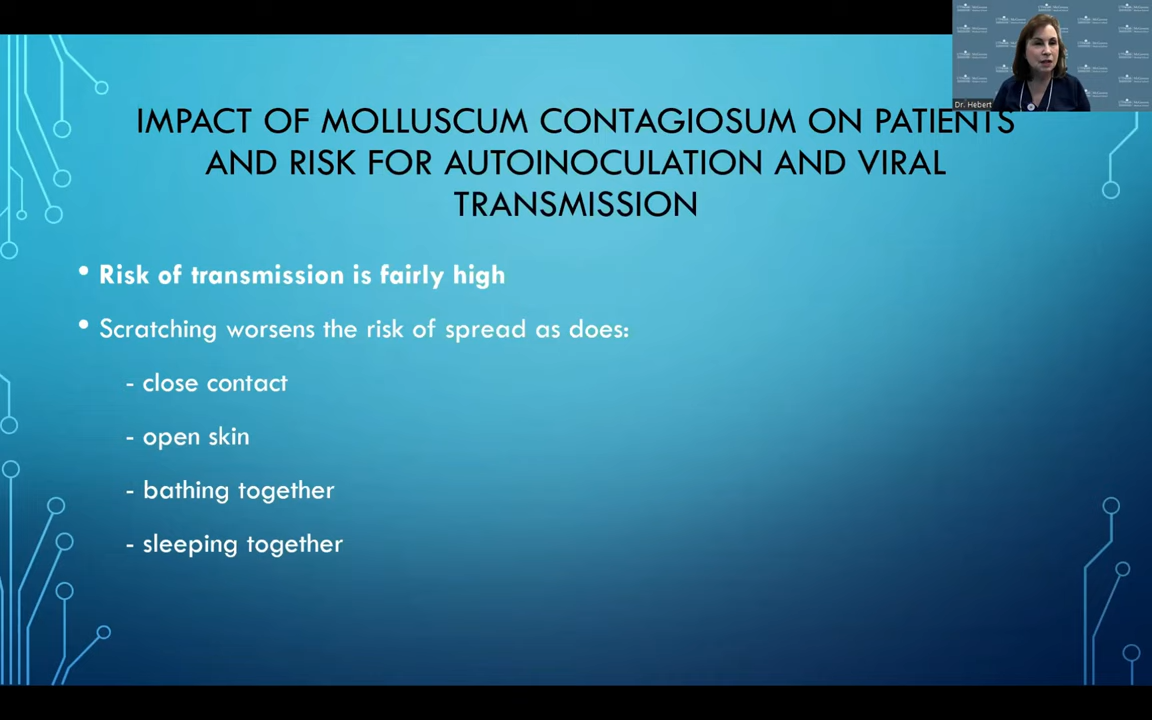 IMPACT OF MOLLUSCUM CONTAGIOSUM ON PATIENTS
AND RISK FOR AUTOINOCULATION AND VIRAL
TRANSMISSION
• Risk of transmission is fairly high
• Scratching worsens the risk of spread as does:
- close contact
- open skin
- bathing together
- sleeping together
Dr. Hebert